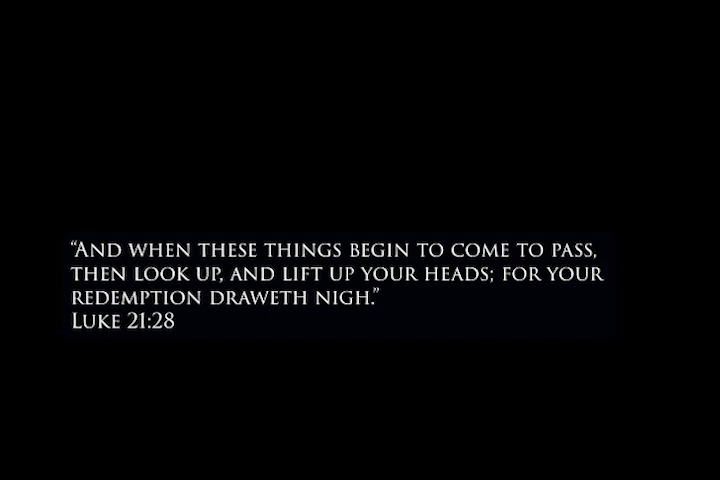 “And when these things begin to come to pass,
then look up, and lift up your heads; for your
redemption draweth nigh.”
Luke 21:28